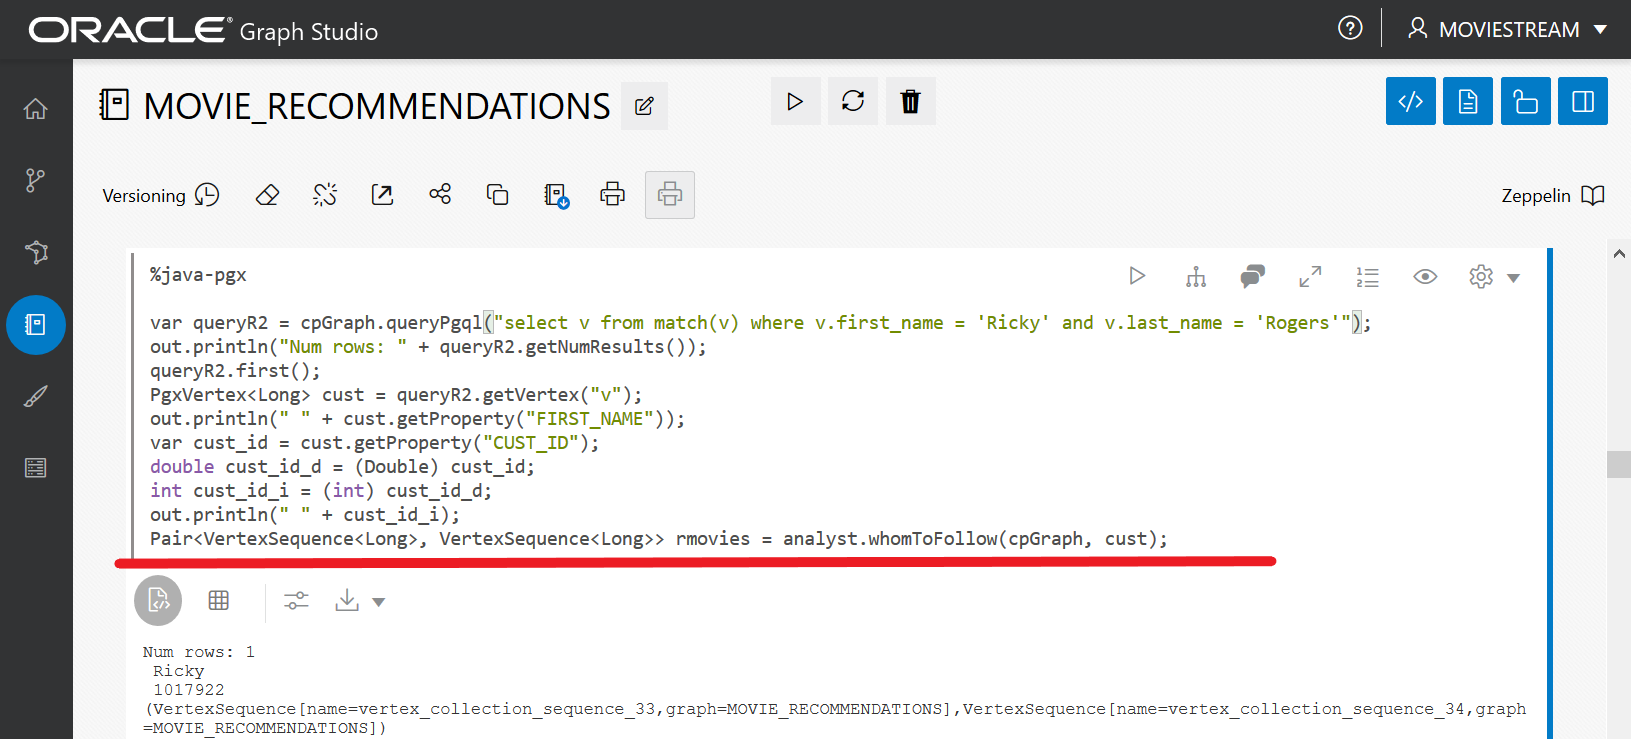 ORACLE® Graph Studio
MOVIESTREAM
MOVIE_RECOMMENDATIONS
Versioning
Zeppelin
%java-pgx
var queryR2 = cpGraph.queryPgql("select v from match(v) where v.first_name = 'Ricky' and v.last_name = 'Rogers'");
out.println("Num rows: " + queryR2.getNumResults());
queryR2.first();
PgxVertex<Long> cust = queryR2.getVertex("v");
out.println(" " + cust.getProperty("FIRST_NAME"));
var cust_id = cust.getProperty("CUST_ID");
double cust_id_d = (Double) cust_id;
int cust_id_i = (int) cust_id_d;
out.println(" " + cust_id_i);
Pair<VertexSequence<Long>, VertexSequence<Long>> rmovies = analyst.whomToFollow(cpGraph, cust);
Num rows: 1
Ricky
1017922
(VertexSequence[name=vertex_collection_sequence_33,graph=MOVIE_RECOMMENDATIONS],VertexSequence[name=vertex_collection_sequence_34,graph
=MOVIE_RECOMMENDATIONS])